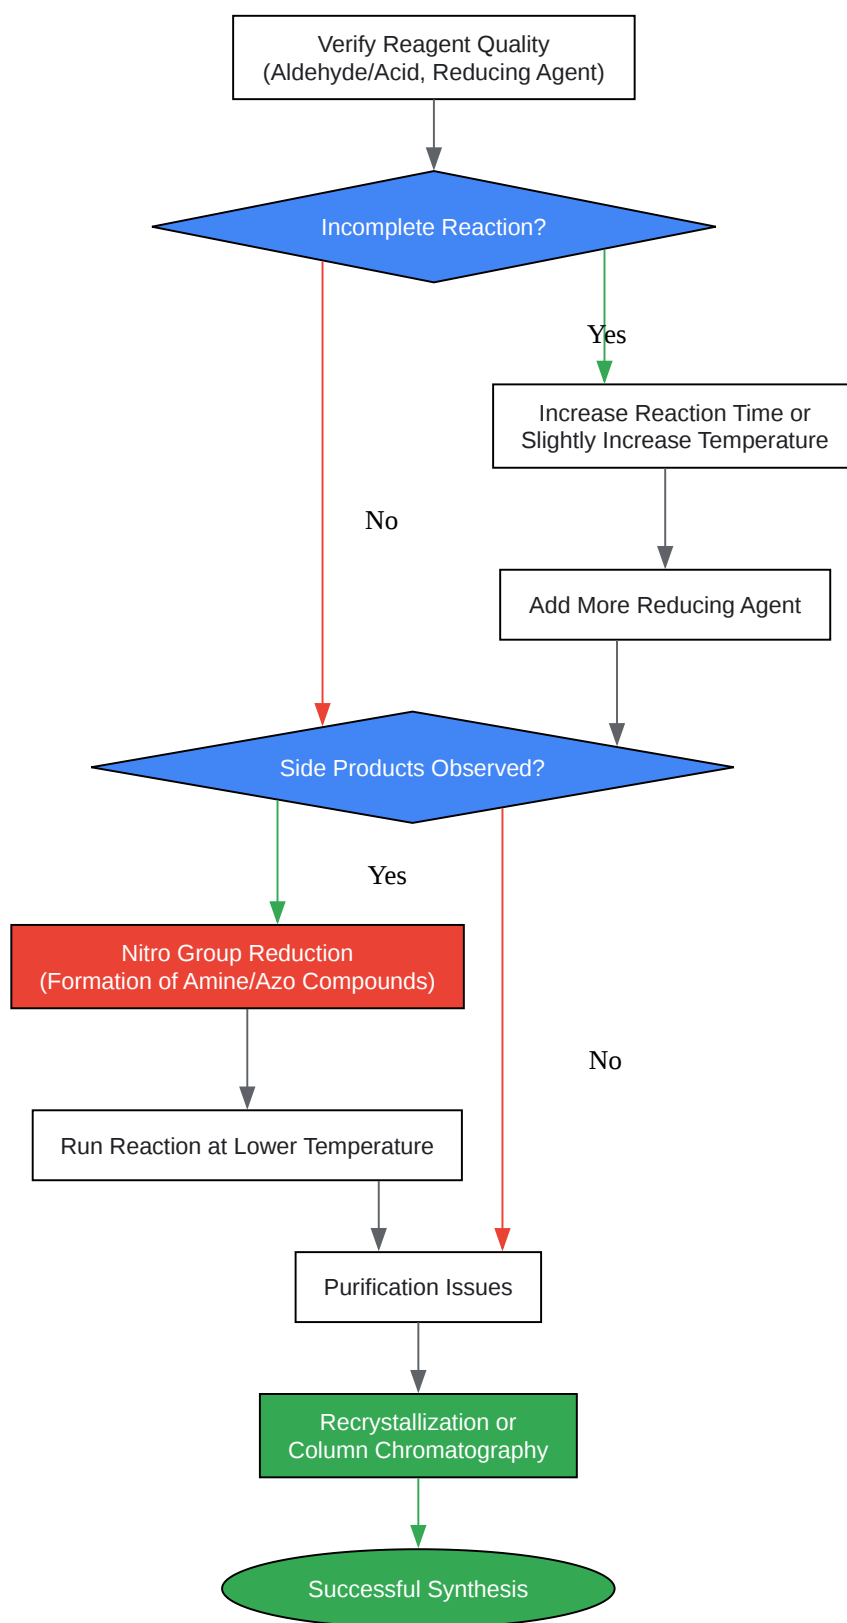 Verify Reagent Quality
(Aldehyde/Acid, Reducing Agent)
Incomplete Reaction?
Yes
Increase Reaction Time or
Slightly Increase Temperature
No
Add More Reducing Agent
Side Products Observed?
Yes
Nitro Group Reduction
(Formation of Amine/Azo Compounds)
No
Run Reaction at Lower Temperature
Purification Issues
Recrystallization or
Column Chromatography
Successful Synthesis